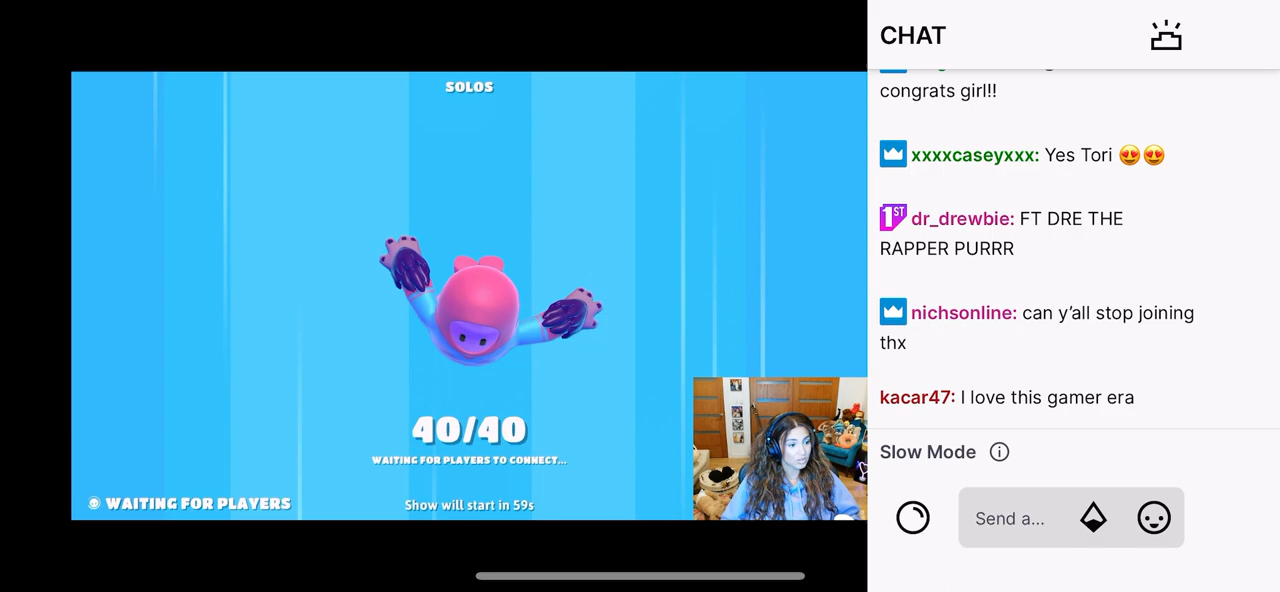 SOLOS
40/40
WAITING FOR PLAYERS TO CONNECT...
WAITING FOR PLAYERS
Show will start in 59s
CHAT
congrats girl!!
xxxxcaseyxxx: Yes Tori 😍😍
1ST dr_drewbie: FT DRE THE
RAPPER PURRR
nichsonline: can y'all stop joining
thx
kacar47: I love this gamer era
Slow Mode
Send a...